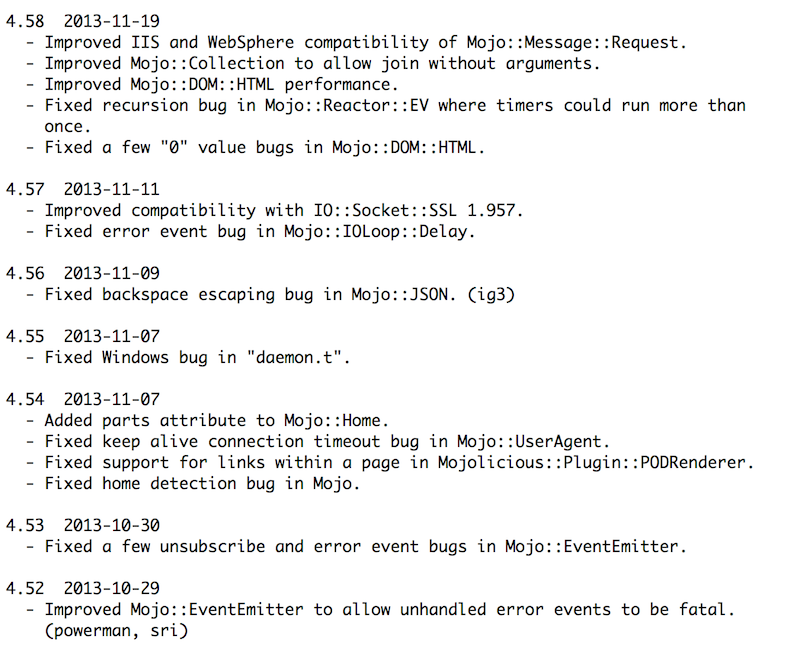 4.58  2013-11-19
  - Improved IIS and WebSphere compatibility of Mojo::Message::Request.
  - Improved Mojo::Collection to allow join without arguments.
  - Improved Mojo::DOM::HTML performance.
  - Fixed recursion bug in Mojo::Reactor::EV where timers could run more than
    once.
  - Fixed a few "0" value bugs in Mojo::DOM::HTML.

4.57  2013-11-11
  - Improved compatibility with IO::Socket::SSL 1.957.
  - Fixed error event bug in Mojo::IOLoop::Delay.

4.56  2013-11-09
  - Fixed backspace escaping bug in Mojo::JSON. (ig3)

4.55  2013-11-07
  - Fixed Windows bug in "daemon.t".

4.54  2013-11-07
  - Added parts attribute to Mojo::Home.
  - Fixed keep alive connection timeout bug in Mojo::UserAgent.
  - Fixed support for links within a page in Mojolicious::Plugin::PODRenderer.
  - Fixed home detection bug in Mojo.

4.53  2013-10-30
  - Fixed a few unsubscribe and error event bugs in Mojo::EventEmitter.

4.52  2013-10-29
  - Improved Mojo::EventEmitter to allow unhandled error events to be fatal.
    (powerman, sri)